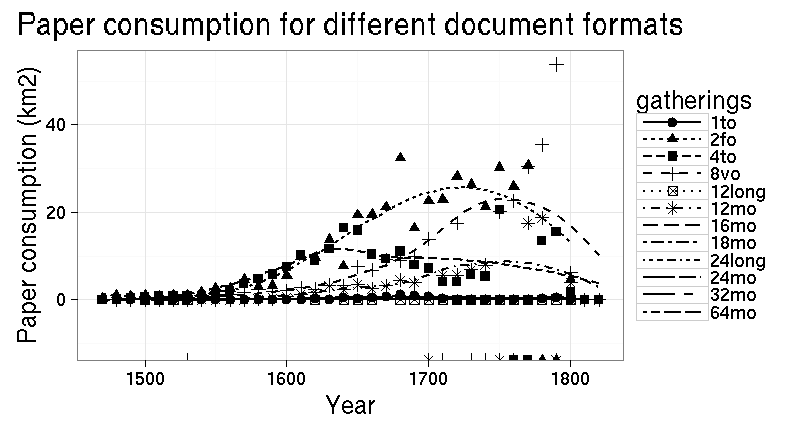 Paper consumption for different document formats
Paper consumption (km2)
40
20
0
1500
1600
1700
1800
Year
gatherings
1to
2fo
4to
8vo
12long
12mo
16mo
18mo
24long
24mo
32mo
64mo